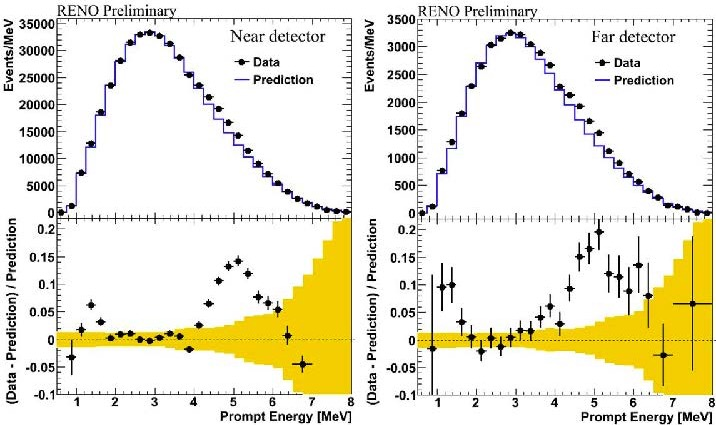 RENO Preliminary
Events/MeV
35000
30000
25000
20000
15000
10000
5000
0
Near detector
Data
Prediction
(Data - Prediction) / Prediction
0.2
0.15
0.1
0.05
0
-0.05
-0.1
1 2 3 4 5 6 7 8
Prompt Energy [MeV]
RENO Preliminary
Events/MeV
3500
3000
2500
2000
1500
1000
500
0
Far detector
Data
Prediction
(Data - Prediction) / Prediction
0.2
0.15
0.1
0.05
0
-0.05
-0.1
1 2 3 4 5 6 7 8
Prompt Energy [MeV]